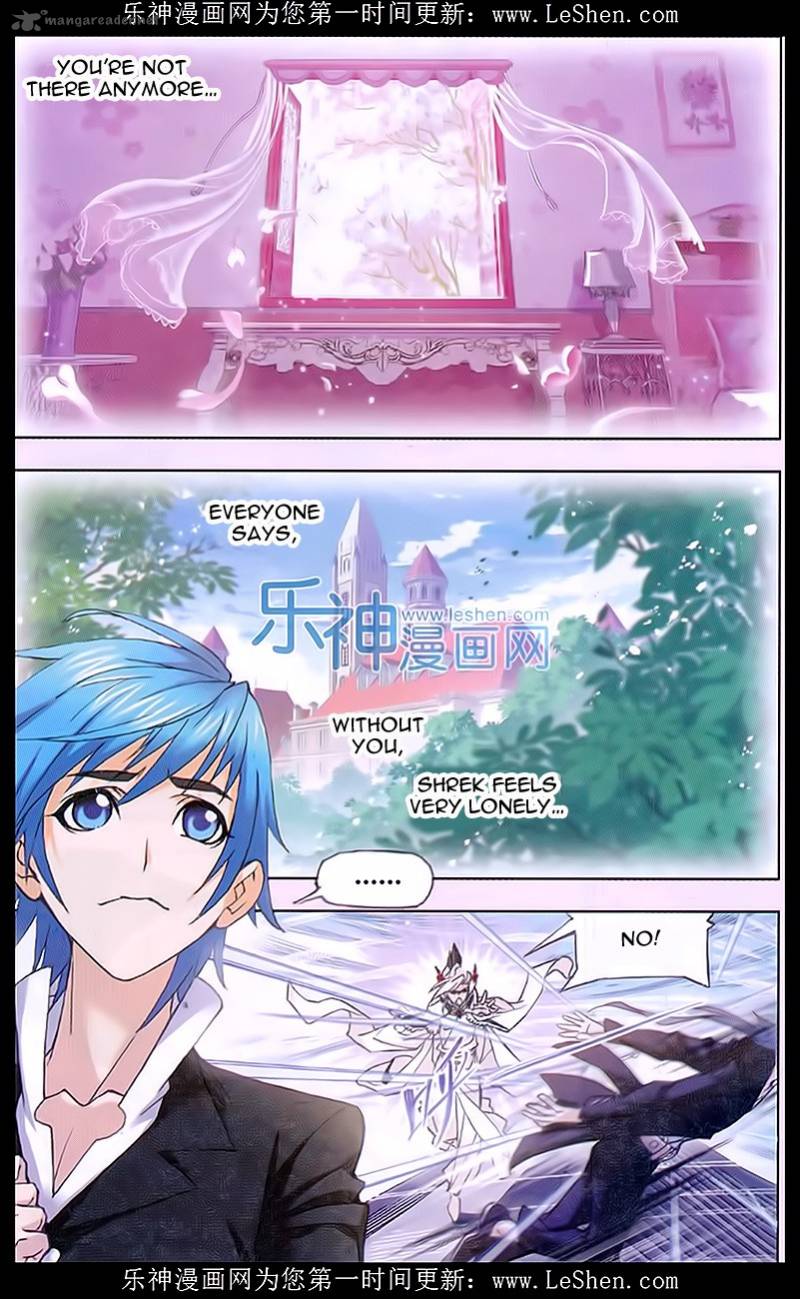 乐神漫画网为您第一时间更新：www.LeShen.com
mangareader.net
YOU'RE NOT
THERE ANYMORE...
EVERYONE
SAYS,
www.leshen.com
乐神漫画网
WITHOUT
YOU,
SHREK FEELS
VERY LONELY...
......
NO!
乐神漫画网为您第一时间更新：www.LeShen.com